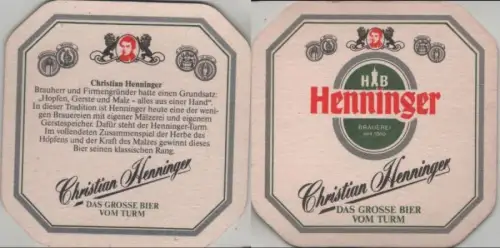 Christian Henninger
Brauherr und Firmengründer hatte einen Grundsatz:
„Hopfen, Gerste und Malz - alles aus einer Hand".
In dieser Tradition ist Henninger heute eine der weni-
gen Brauereien mit eigener Mälzerei und eigenem
Gerstenspeicher. Dafür steht der Henninger-Turm.
Im vollendeten Zusammenspiel der Herbe des
Hopfens und der Kraft des Malzes gewinnt dieses
Bier seinen klassischen Rang.
Christian Henninger
DAS GROSSE BIER
VOM TURM
H B
Henninger
BRAUEREI
Christian Henninger
DAS GROSSE BIER
VOM TURM